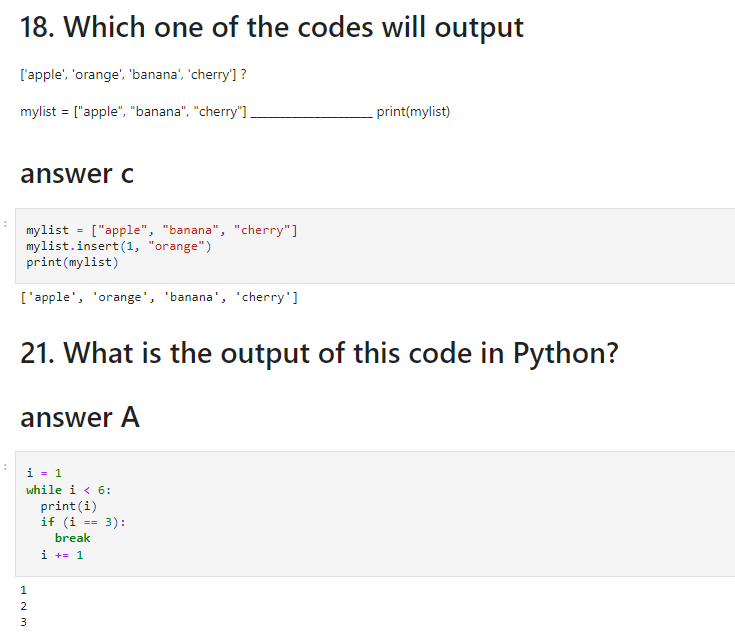 18. Which one of the codes will output
['apple', 'orange', 'banana', 'cherry'] ?
mylist = ["apple", "banana", "cherry"] ____________________ print(mylist)
answer c
:
mylist = ["apple", "banana", "cherry"]
mylist.insert(1, "orange")
print(mylist)
['apple', 'orange', 'banana', 'cherry']
21. What is the output of this code in Python?
answer A
:
i = 1
while i < 6:
  print(i)
  if (i == 3):
    break
  i += 1
1
2
3